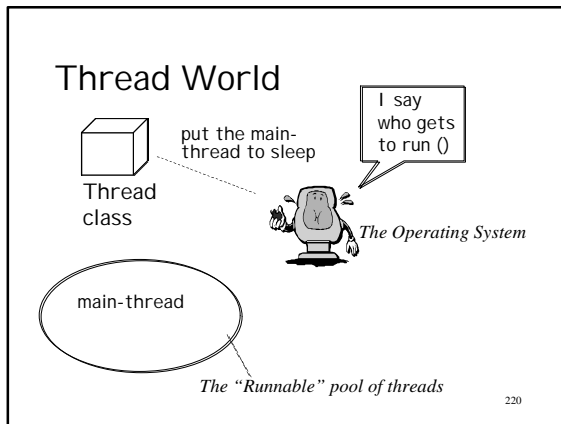 Thread World
I say
who gets
to run ()
put the main-
thread to sleep
Thread
class
The Operating System
main-thread
The “Runnable” pool of threads
220